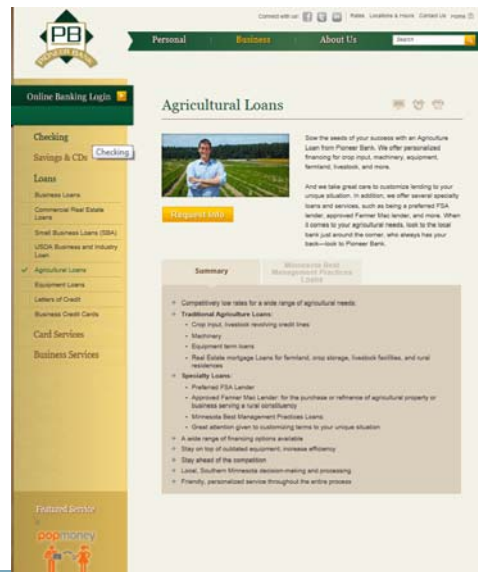 Connect with us:
Rates Locations & Hours Contact Us Home
PB
PIONEER BANK
Personal Business About Us Search
Online Banking Login
Checking
Checking
Savings & CDs
Loans
Business Loans
Commercial Real Estate
Loans
Small Business Loans (SBA)
USDA Business and Industry
Loan
Agricultural Loans
Equipment Loans
Letters of Credit
Business Credit Cards
Card Services
Business Services
Featured Service
popmoney
Agricultural Loans
Sow the seeds of your success with an Agriculture
Loan from Pioneer Bank. We offer personalized
financing for crop input, machinery, equipment,
farmland, livestock, and more.
And we take great care to customize lending to your
unique situation. In addition, we offer several specialty
loans and services, such as being a preferred FSA
lender, approved Farmer Mac lender, and more. When
it comes to your agricultural needs, look to the local
bank just around the corner, who always has your
back—look to Pioneer Bank.
Request Info
Summary
Minnesota Best
Management Practices
Loans
Competitively low rates for a wide range of agricultural needs:
Traditional Agriculture Loans:
Crop input, livestock revolving credit lines
Machinery
Equipment term loans
Real Estate mortgage Loans for farmland, crop storage, livestock facilities, and rural
residences
Specialty Loans:
Preferred FSA Lender
Approved Farmer Mac Lender: for the purchase or refinance of agricultural property or
business serving a rural constituency
Minnesota Best Management Practices Loans;
Great attention given to customizing terms to your unique situation
A wide range of financing options available
Stay on top of outdated equipment; increase efficiency
Stay ahead of the competition
Local, Southern Minnesota decision-making and processing
Friendly, personalized service throughout the entire process